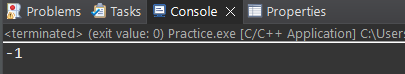 Problems Tasks Console Properties
<terminated> (exit value: 0) Practice.exe [C/C++ Application] C:\Users
-1